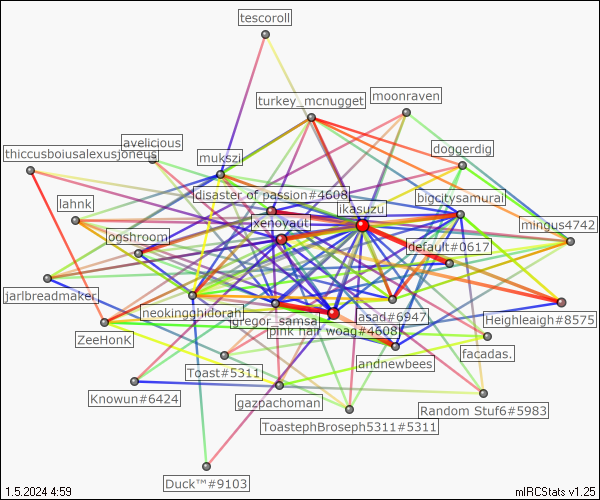 tescoroll
turkey_mcnugget
moonraven
avelicious
doggerdig
thiccusboiusalexusjoneus
mukszi
disaster of passion#4608
bigcitysamurai
lahnk
ikasuzu
xenoyaut
mingus4742
ogshroom
default#0617
jarlbreadmaker
neokingghidorah
asad#6947
Heighleaigh#8575
gregor_samsa
pink hair woag#4608
ZeeHonK
facadas.
andnewbees
Toast#5311
Knowun#6424
gazpachoman
Random Stuf6#5983
ToastephBroseph5311#5311
Duck™#9103
1.5.2024 4:59
mIRCStats v1.25